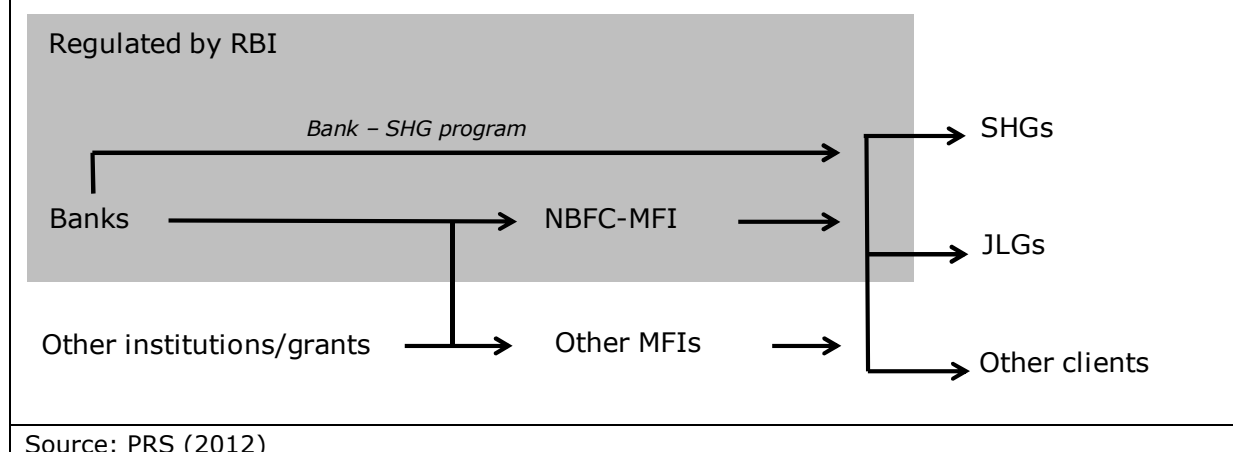 Regulated by RBI
Bank – SHG program
SHGs
Banks
NBFC-MFI
JLGs
Other institutions/grants
Other MFIs
Other clients
Source: PRS (2012)